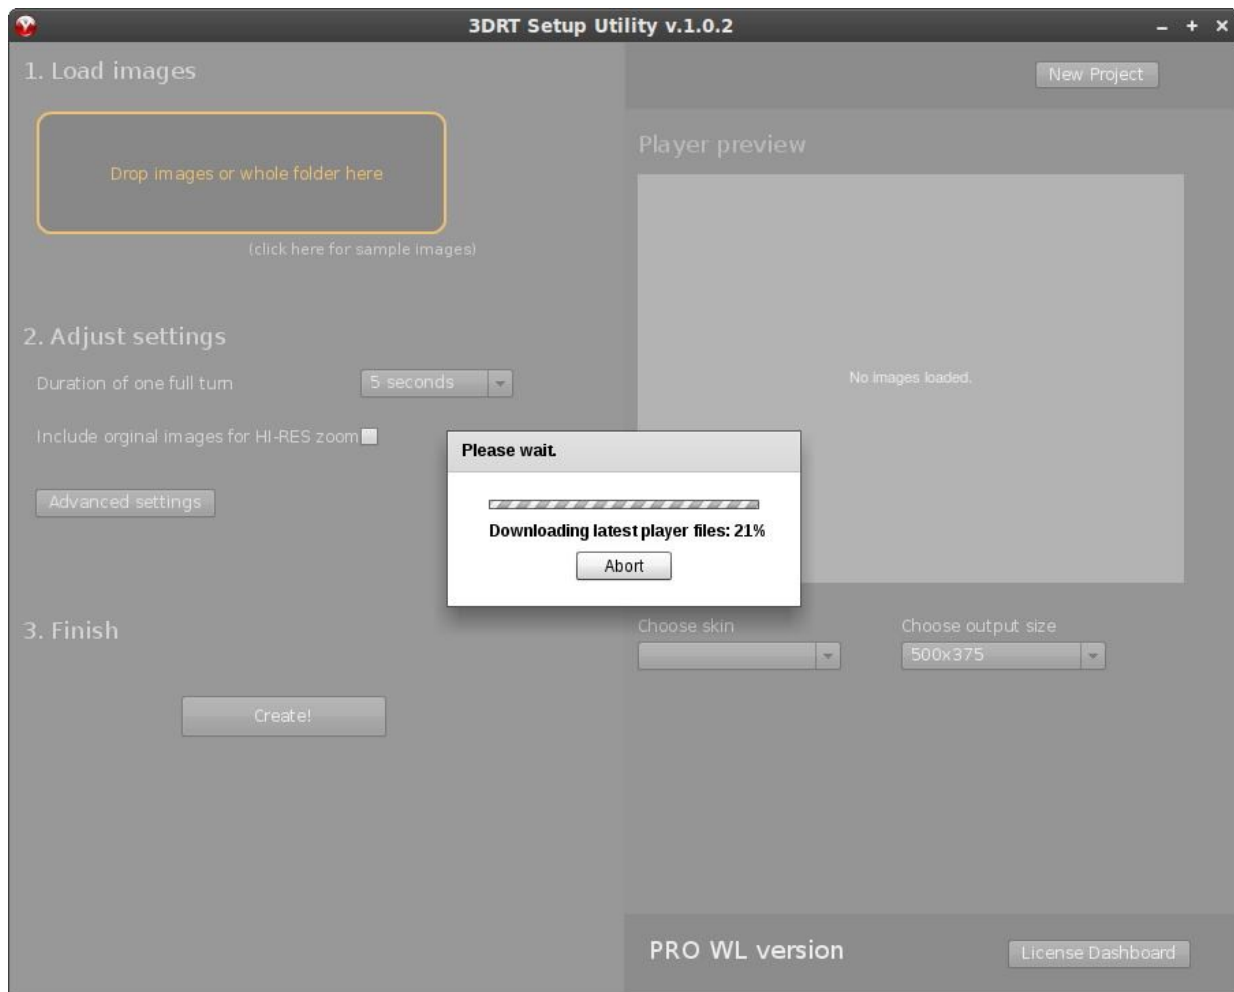 3DRT Setup Utility v.1.0.2
1. Load images
New Project
Drop images or whole folder here
(click here for sample images)
Player preview
No images loaded.
2. Adjust settings
Duration of one full turn
5 seconds
Include orginal images for HI-RES zoom
Advanced settings
Please wait.
Downloading latest player files: 21%
Abort
3. Finish
Create!
Choose skin
Choose output size
500x375
PRO WL version
License Dashboard